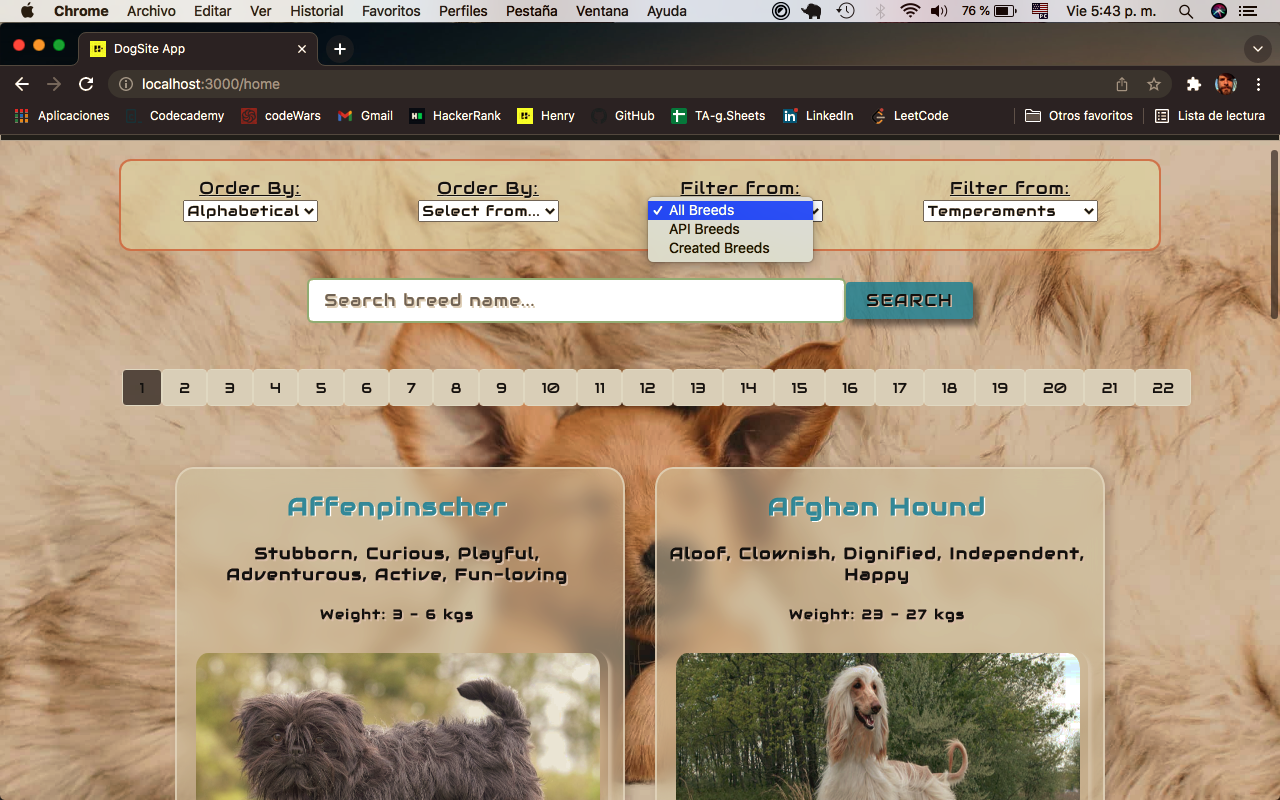 Chrome Archivo Editar Ver Historial Favoritos Perfiles Pestaña Ventana Ayuda 76 % Vie 5:43 p. m.
DogSite App
localhost:3000/home
Aplicaciones Codecademy codeWars Gmail HackerRank Henry GitHub TA-g.Sheets LinkedIn LeetCode Otros favoritos Lista de lectura
Order By: Order By: Filter from: Filter from:
Alphabetical Select from... All Breeds Temperaments
API Breeds
Created Breeds
Search breed name... SEARCH
1 2 3 4 5 6 7 8 9 10 11 12 13 14 15 16 17 18 19 20 21 22
Affenpinscher
Stubborn, Curious, Playful,
Adventurous, Active, Fun-loving
Weight: 3 - 6 kgs
Afghan Hound
Aloof, Clownish, Dignified, Independent,
Happy
Weight: 23 - 27 kgs